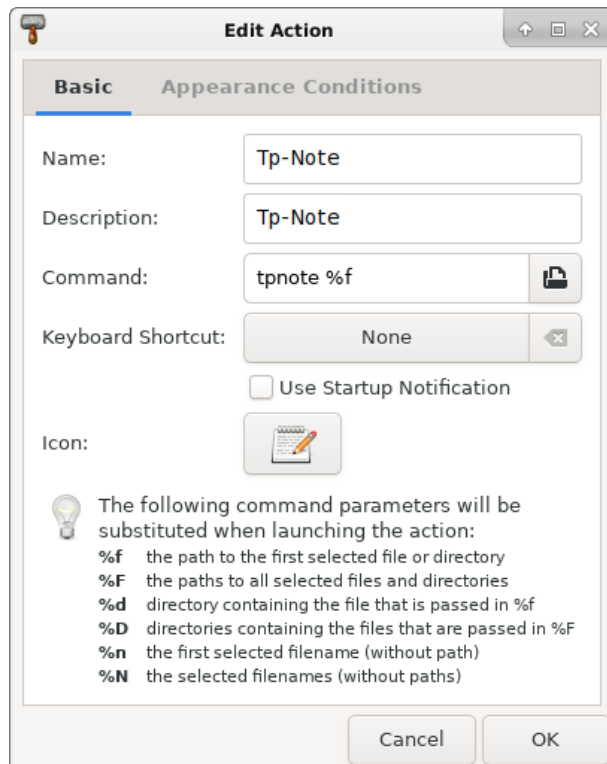 Edit Action
Basic Appearance Conditions
Name: Tp-Note
Description: Tp-Note
Command: tpnote %f
Keyboard Shortcut: None
Use Startup Notification
Icon:
The following command parameters will be
substituted when launching the action:
%f the path to the first selected file or directory
%F the paths to all selected files and directories
%d directory containing the file that is passed in %f
%D directories containing the files that are passed in %F
%n the first selected filename (without path)
%N the selected filenames (without paths)
Cancel OK